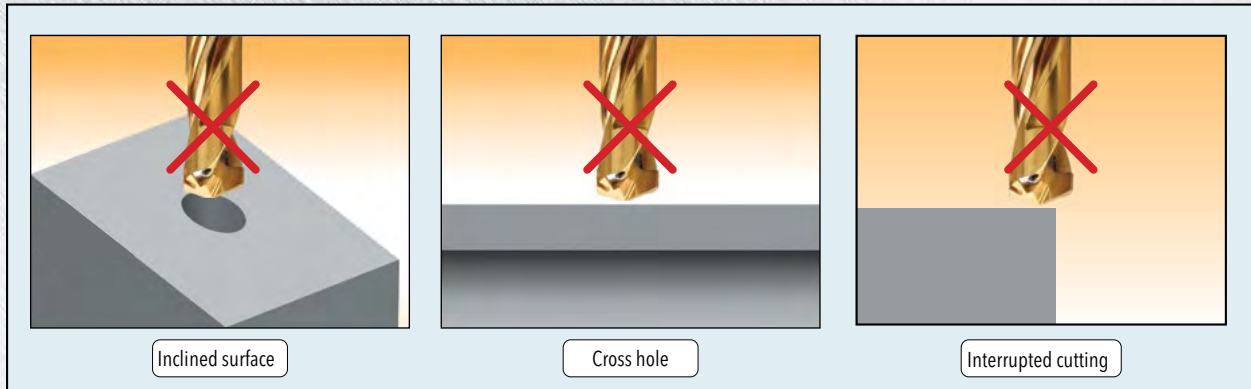 Inclined surface
Cross hole
Interrupted cutting